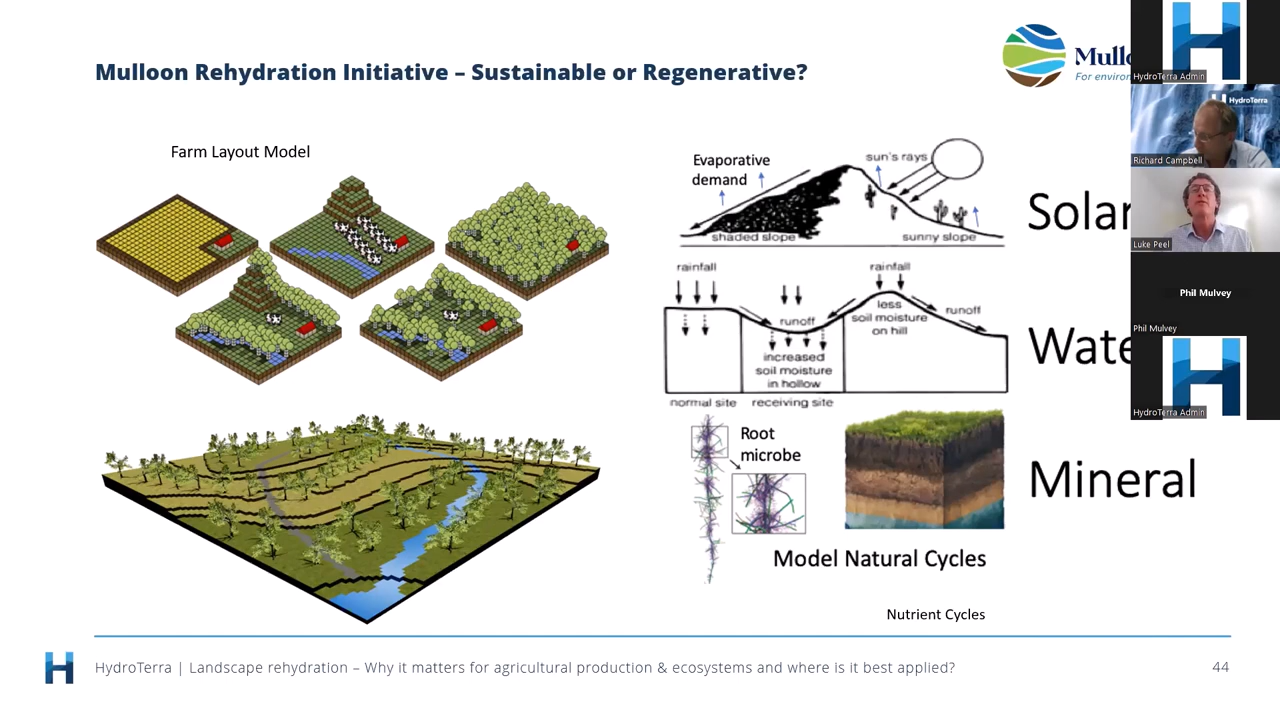 Mulloon Rehydration Initiative – Sustainable or Regenerative?
For environ
HydroTerra Admin
HydroTerra
Richard Campbell
Luke Peel
Phil Mulvey
Phil Mulvey
HydroTerra Admin
Farm Layout Model
Evaporative
demand
sun's rays
shaded slope
sunny slope
Solar
rainfall
rainfall
runoff
less
soil moisture
on hill
runoff
increased
soil moisture
in hollow
normal site
receiving site
Wate
Root
microbe
Mineral
Model Natural Cycles
Nutrient Cycles
HydroTerra | Landscape rehydration – Why it matters for agricultural production & ecosystems and where is it best applied?
44